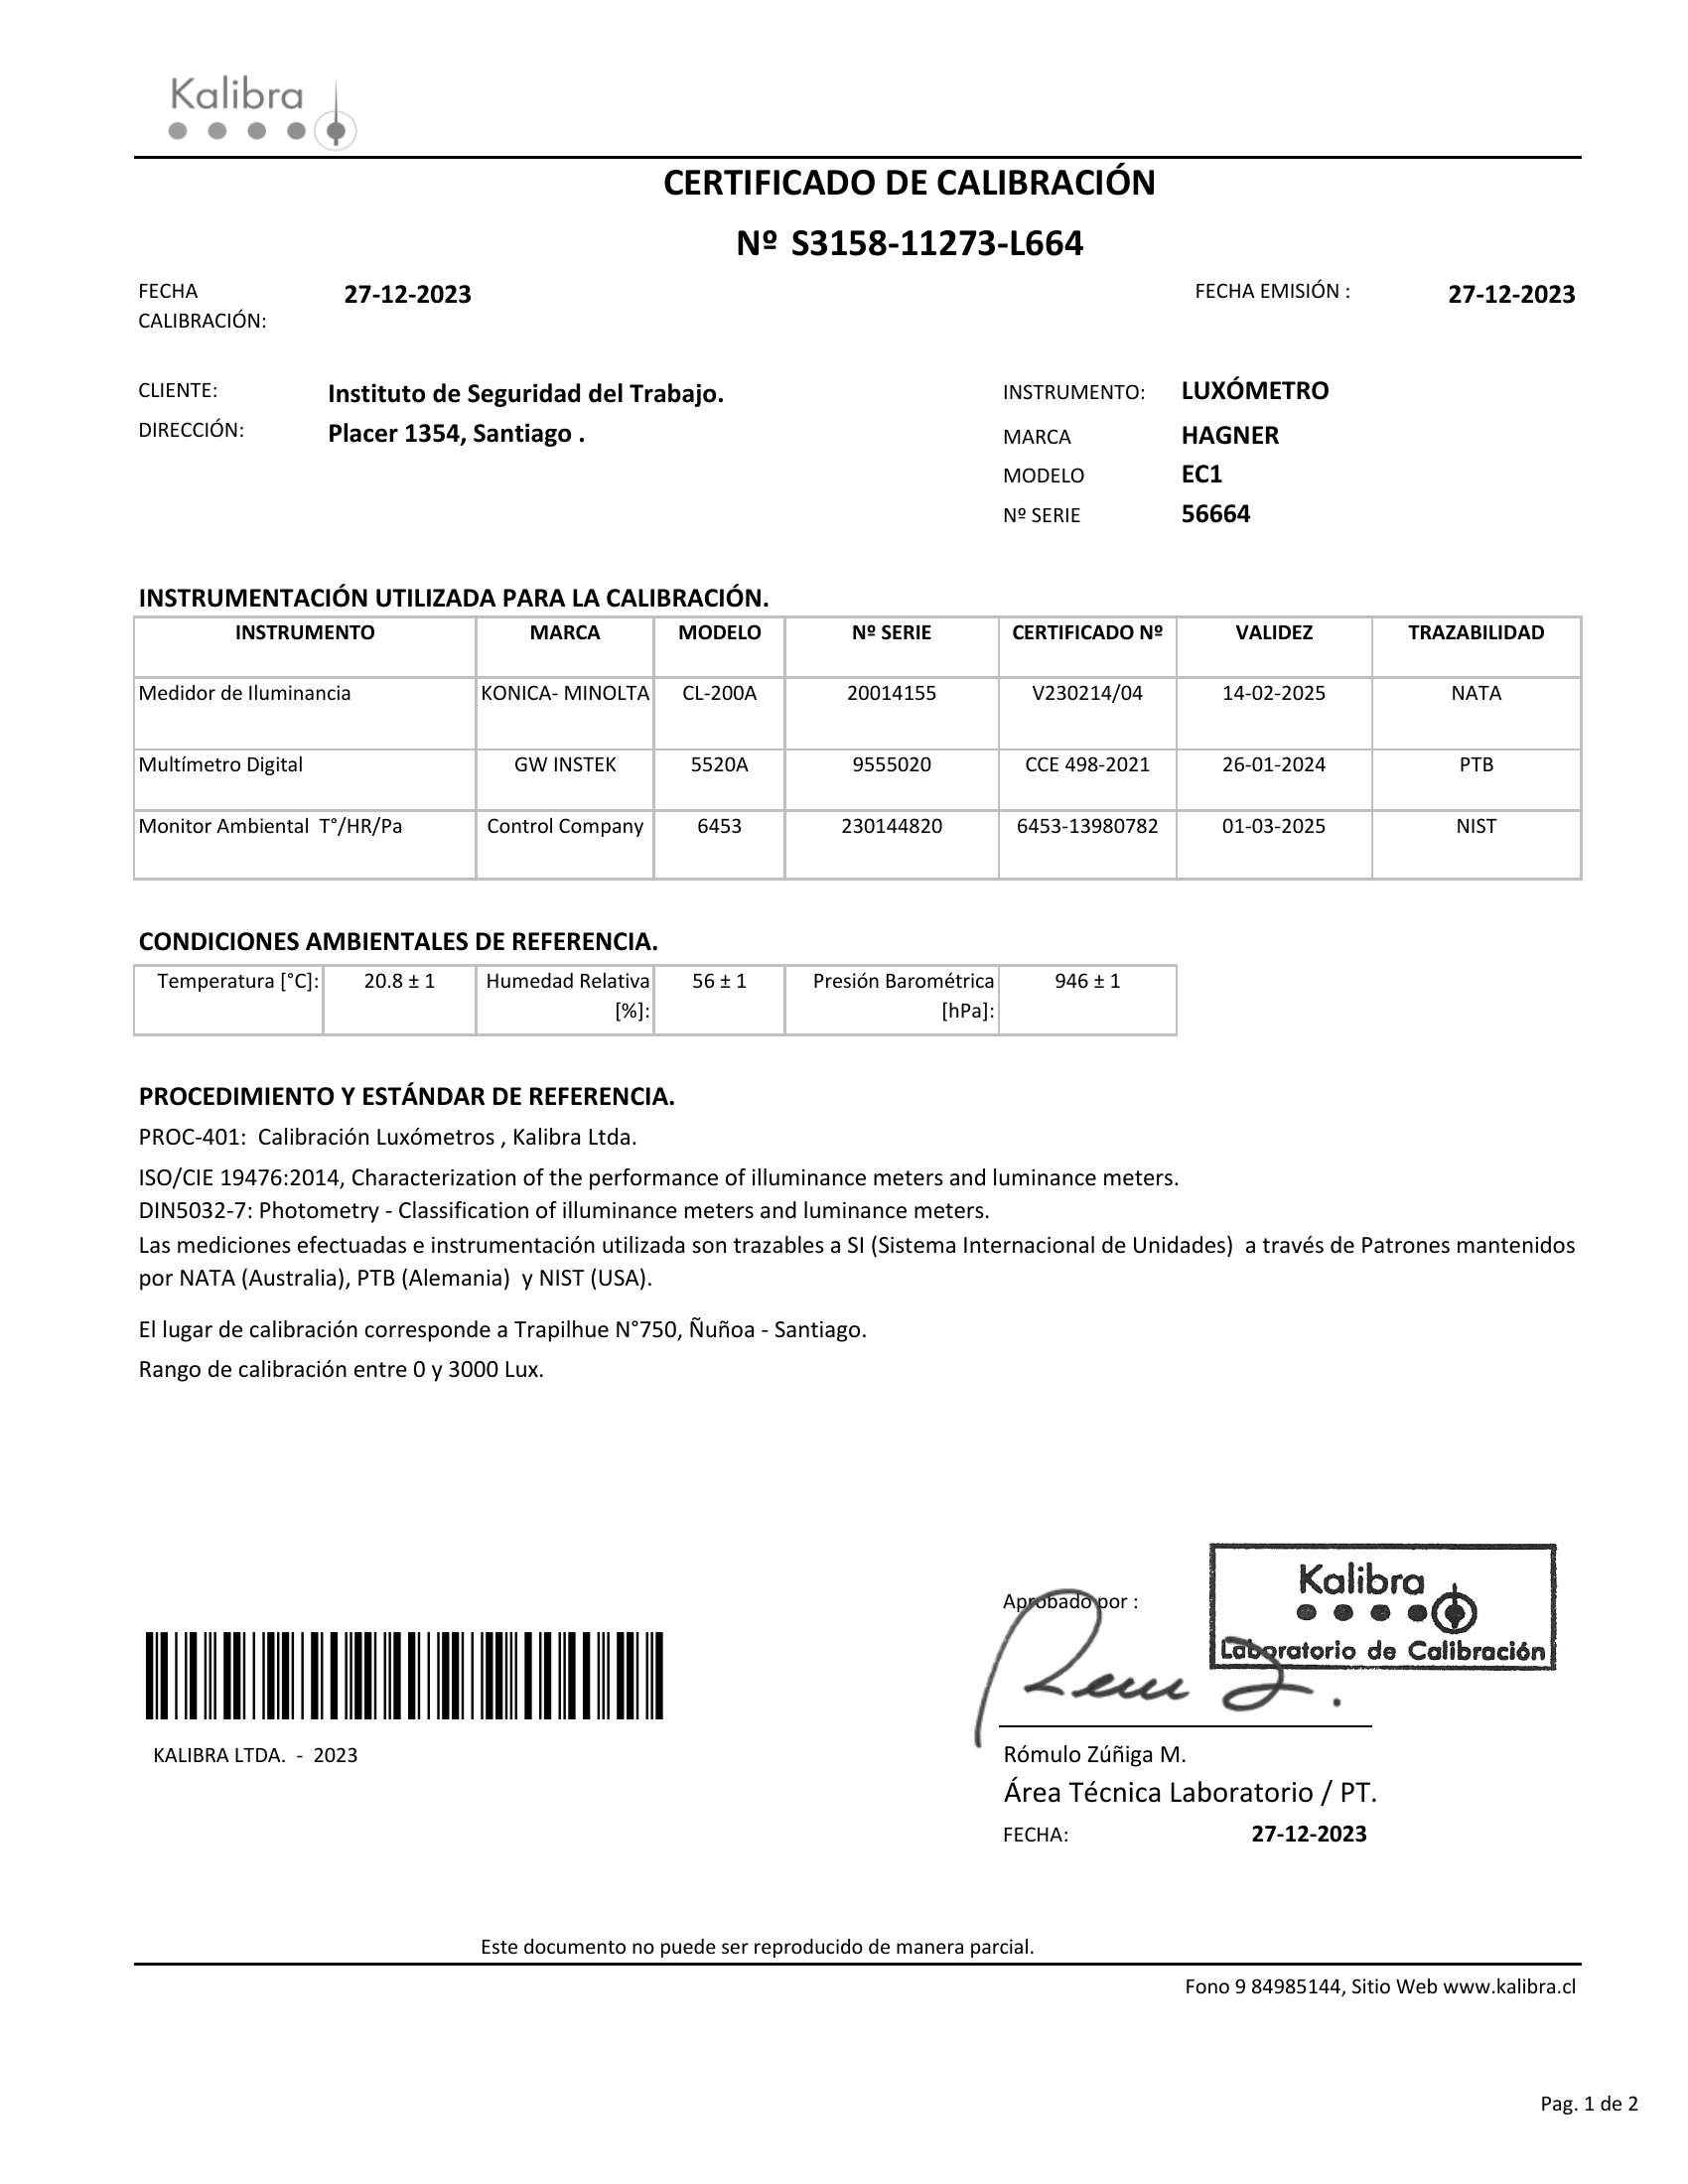 Kalibra
CERTIFICADO DE CALIBRACIÓN
Nº S3158-11273-L664
FECHA CALIBRACIÓN: 27-12-2023 FECHA EMISIÓN : 27-12-2023
CLIENTE: Instituto de Seguridad del Trabajo.
DIRECCIÓN: Placer 1354, Santiago .
INSTRUMENTO: LUXÓMETRO
MARCA HAGNER
MODELO EC1
Nº SERIE 56664
INSTRUMENTACIÓN UTILIZADA PARA LA CALIBRACIÓN.
INSTRUMENTO MARCA MODELO Nº SERIE CERTIFICADO Nº VALIDEZ TRAZABILIDAD
Medidor de Iluminancia KONICA- MINOLTA CL-200A 20014155 V230214/04 14-02-2025 NATA
Multímetro Digital GW INSTEK 5520A 9555020 CCE 498-2021 26-01-2024 PTB
Monitor Ambiental T°/HR/Pa Control Company 6453 230144820 6453-13980782 01-03-2025 NIST
CONDICIONES AMBIENTALES DE REFERENCIA.
Temperatura [°C]: 20.8 ± 1 Humedad Relativa [%]: 56 ± 1 Presión Barométrica [hPa]: 946 ± 1
PROCEDIMIENTO Y ESTÁNDAR DE REFERENCIA.
PROC-401: Calibración Luxómetros , Kalibra Ltda.
ISO/CIE 19476:2014, Characterization of the performance of illuminance meters and luminance meters.
DIN5032-7: Photometry - Classification of illuminance meters and luminance meters.
Las mediciones efectuadas e instrumentación utilizada son trazables a SI (Sistema Internacional de Unidades) a través de Patrones mantenidos
por NATA (Australia), PTB (Alemania) y NIST (USA).
El lugar de calibración corresponde a Trapilhue N°750, Ñuñoa - Santiago.
Rango de calibración entre 0 y 3000 Lux.
Aprobado por :
Kalibra
Laboratorio de Calibración
KALIBRA LTDA. - 2023
Rómulo Zúñiga M.
Área Técnica Laboratorio / PT.
FECHA: 27-12-2023
Este documento no puede ser reproducido de manera parcial.
Fono 9 84985144, Sitio Web www.kalibra.cl
Pag. 1 de 2